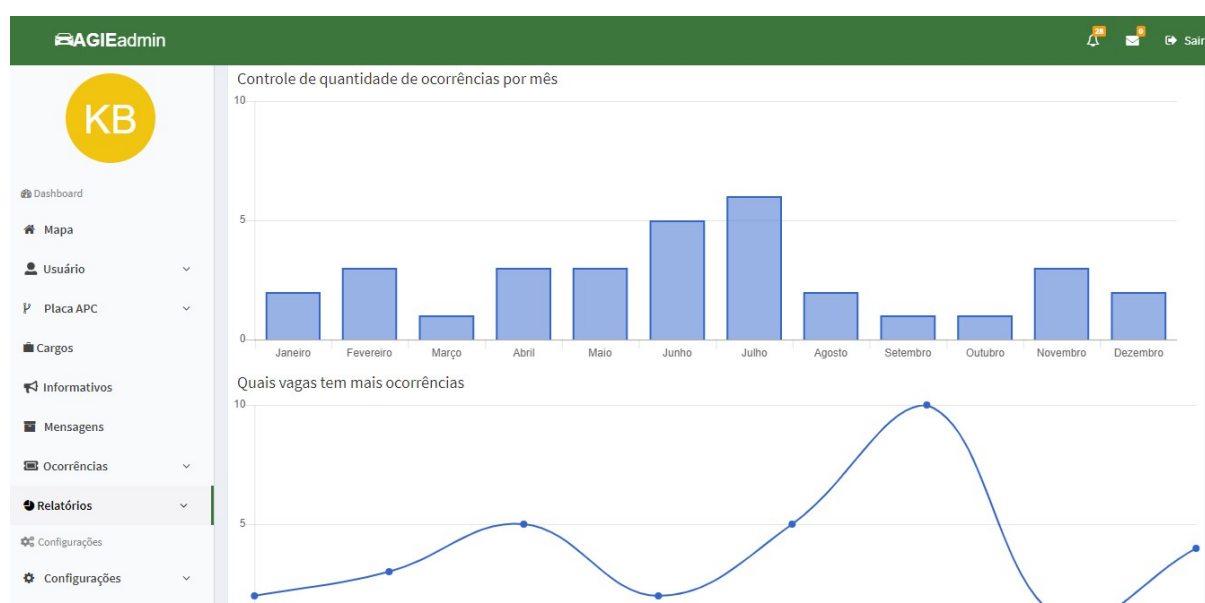 AGIEadmin
28
0
Sair
KB
Dashboard
Mapa
Usuário
Placa APC
Cargos
Informativos
Mensagens
Ocorrências
Relatórios
Configurações
Configurações
Controle de quantidade de ocorrências por mês
10
5
0
Janeiro Fevereiro Março Abril Maio Junho Julho Agosto Setembro Outubro Novembro Dezembro
Quais vagas tem mais ocorrências
10
5